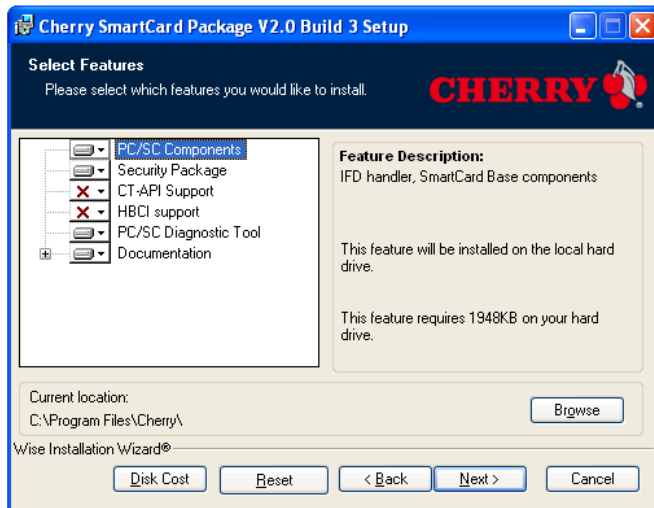 Cherry SmartCard Package V2.0 Build 3 Setup
Select Features
Please select which features you would like to install.
CHERRY
PC/SC Components
Security Package
CT-API Support
HBCI support
PC/SC Diagnostic Tool
Documentation
Feature Description:
IFD handler, SmartCard Base components
This feature will be installed on the local hard
drive.
This feature requires 1948KB on your hard
drive.
Current location:
C:\Program Files\Cherry\
Browse
Wise Installation Wizard®
Disk Cost
Reset
< Back
Next >
Cancel